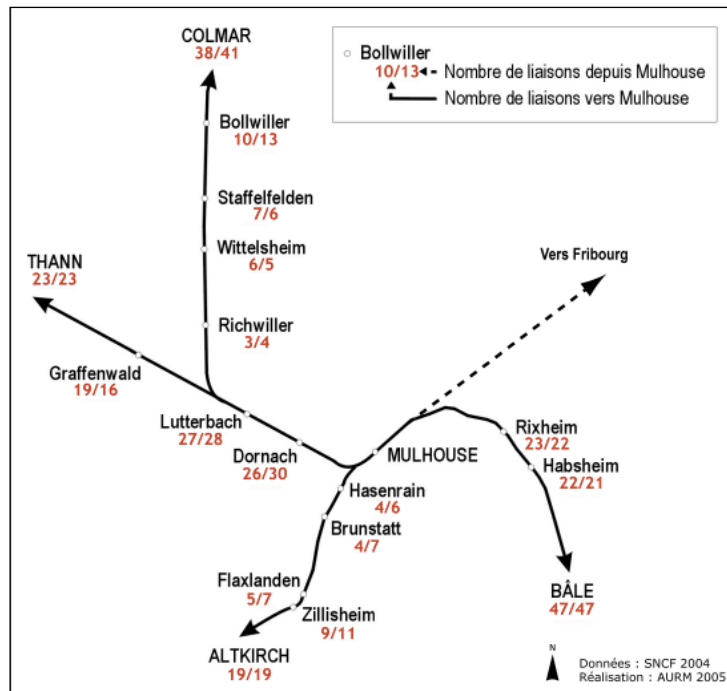 COLMAR
38/41
Bollwiller
10/13
Nombre de liaisons depuis Mulhouse
Nombre de liaisons vers Mulhouse
Bollwiller
10/13
Staffelfelden
7/6
Wittelsheim
6/5
Vers Fribourg
THANN
23/23
Richwiller
3/4
Graffenwald
19/16
Lutterbach
27/28
Dornach
26/30
MULHOUSE
Rixheim
23/22
Habsheim
22/21
Hasenrain
4/6
Brunstatt
4/7
Flaxlanden
5/7
Zillisheim
9/11
BÂLE
47/47
ALTKIRCH
19/19
N
Données : SNCF 2004
Réalisation : AURM 2005